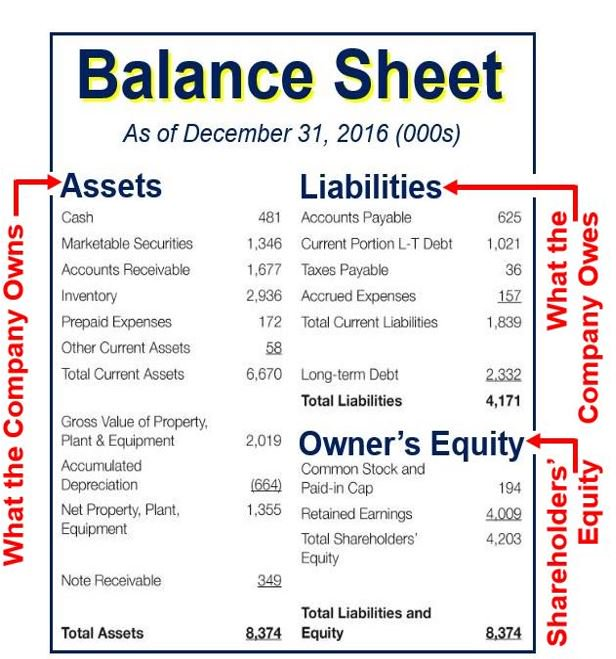 Balance Sheet
As of December 31, 2016 (000s)
What the Company Owns
Assets
Cash 481
Marketable Securities 1,346
Accounts Receivable 1,677
Inventory 2,936
Prepaid Expenses 172
Other Current Assets 58
Total Current Assets 6,670
Gross Value of Property,
Plant & Equipment 2,019
Accumulated
Depreciation (664)
Net Property, Plant, 1,355
Equipment
Note Receivable 349
Total Assets 8,374
Liabilities
Accounts Payable 625
Current Portion L-T Debt 1,021
Taxes Payable 36
Accrued Expenses 157
Total Current Liabilities 1,839
Long-term Debt 2,332
Total Liabilities 4,171
What the
Company Owes
Owner's Equity
Common Stock and
Paid-in Cap 194
Retained Earnings 4,009
Total Shareholders' 4,203
Equity
Total Liabilities and
Equity 8,374
Shareholders'
Equity